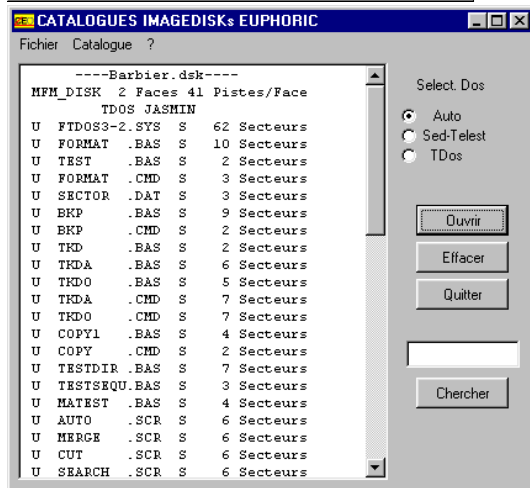 CATALOGUES IMAGEDISKs EUPHORIC
Fichier Catalogue ?
----Barbier.dsk----
MFM_DISK 2 Faces 41 Pistes/Face
TDOS JASMIN
U FTDOS3-2.SYS S 62 Secteurs
U FORMAT .BAS S 10 Secteurs
U TEST .BAS S 2 Secteurs
U FORMAT .CMD S 3 Secteurs
U SECTOR .DAT S 3 Secteurs
U BKP .BAS S 9 Secteurs
U BKP .CMD S 2 Secteurs
U TKD .BAS S 2 Secteurs
U TKDA .BAS S 6 Secteurs
U TKDO .BAS S 5 Secteurs
U TKDA .CMD S 7 Secteurs
U TKDO .CMD S 7 Secteurs
U COPY1 .BAS S 4 Secteurs
U COPY .CMD S 2 Secteurs
U TESTDIR .BAS S 7 Secteurs
U TESTSEQU.BAS S 3 Secteurs
U MATEST .BAS S 4 Secteurs
U AUTO .SCR S 6 Secteurs
U MERGE .SCR S 6 Secteurs
U CUT .SCR S 6 Secteurs
U SEARCH .SCR S 6 Secteurs
Select. Dos
Auto
Sed-Telest
TDos
Ouvrir
Effacer
Quitter
Chercher